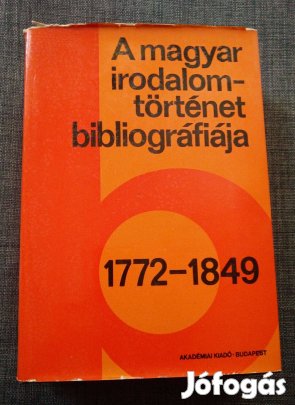 A magyar
irodalom-
történet
bibliográfiája
1772–1849
AKADÉMIAI KIADÓ · BUDAPEST
Jófogás